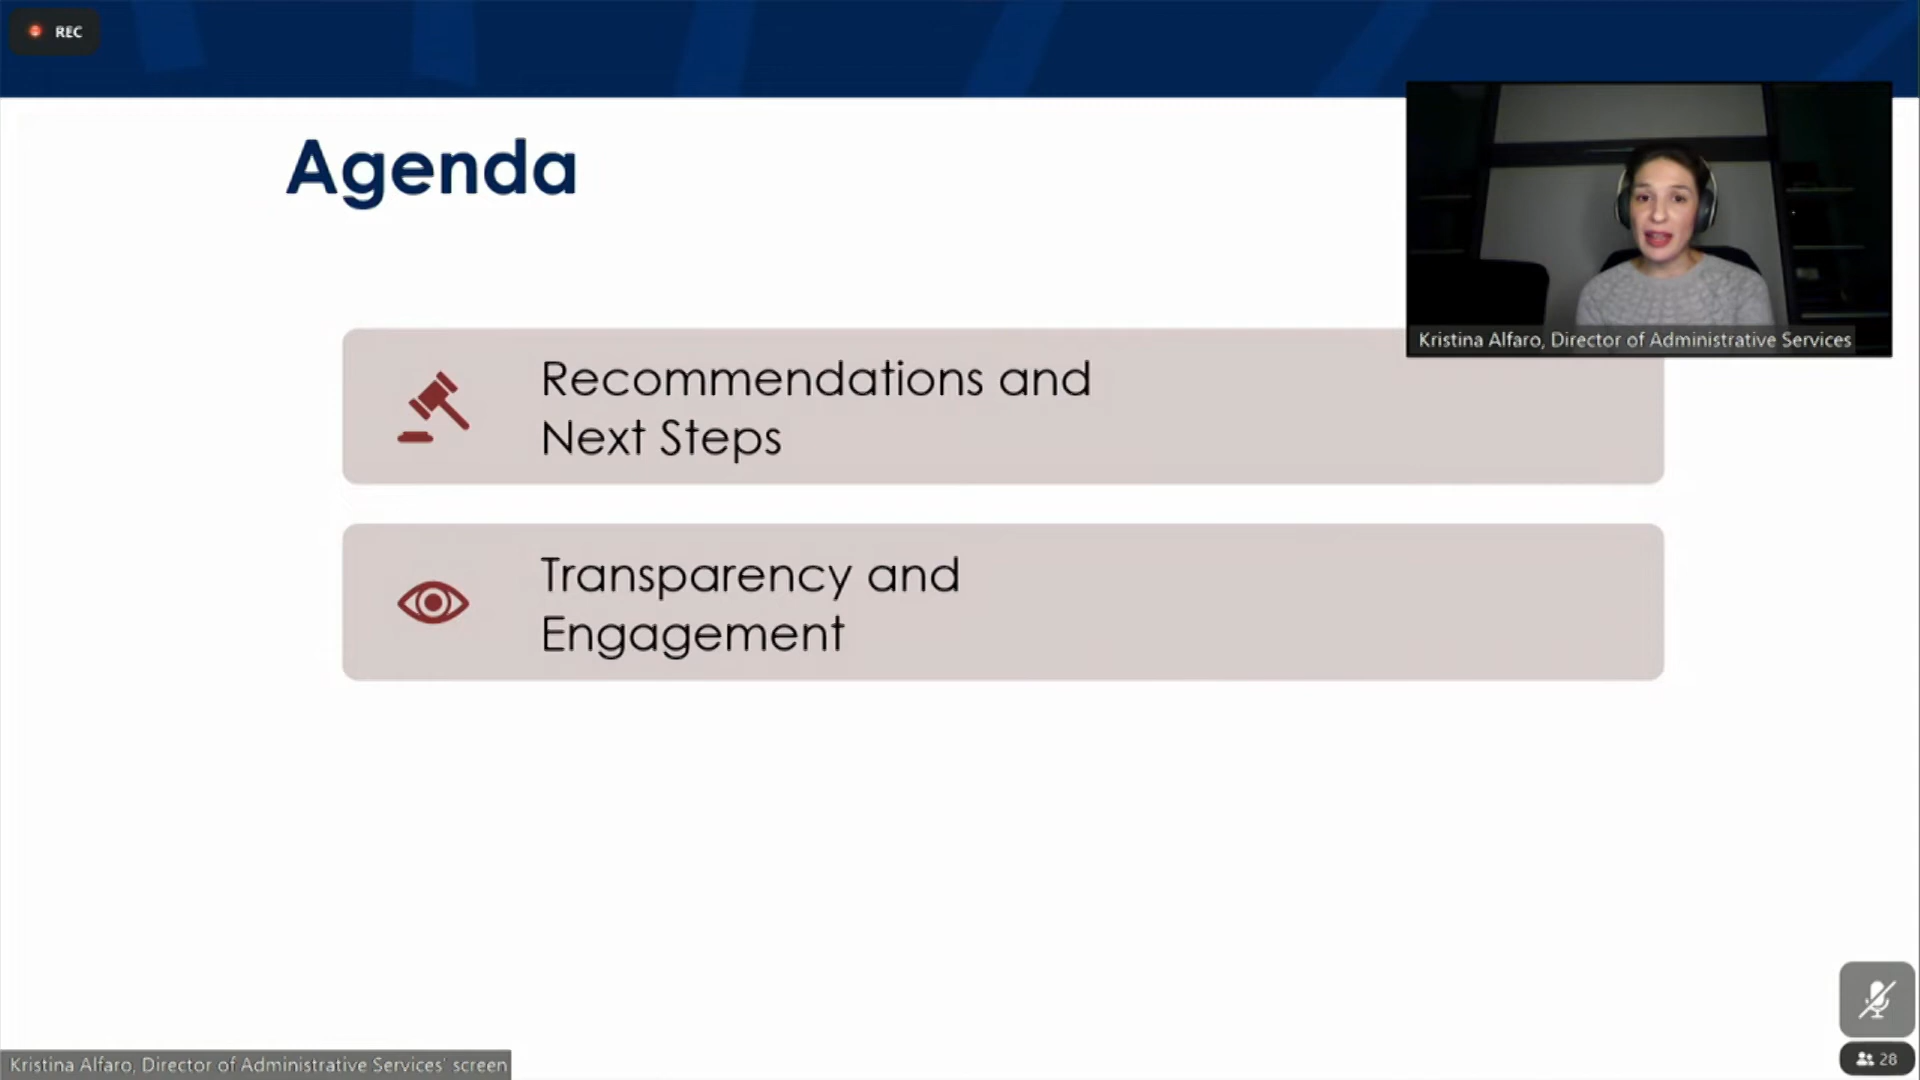 REC
Agenda
Kristina Alfaro, Director of Administrative Services
Recommendations and
Next Steps
Transparency and
Engagement
Kristina Alfaro, Director of Administrative Services' screen
28